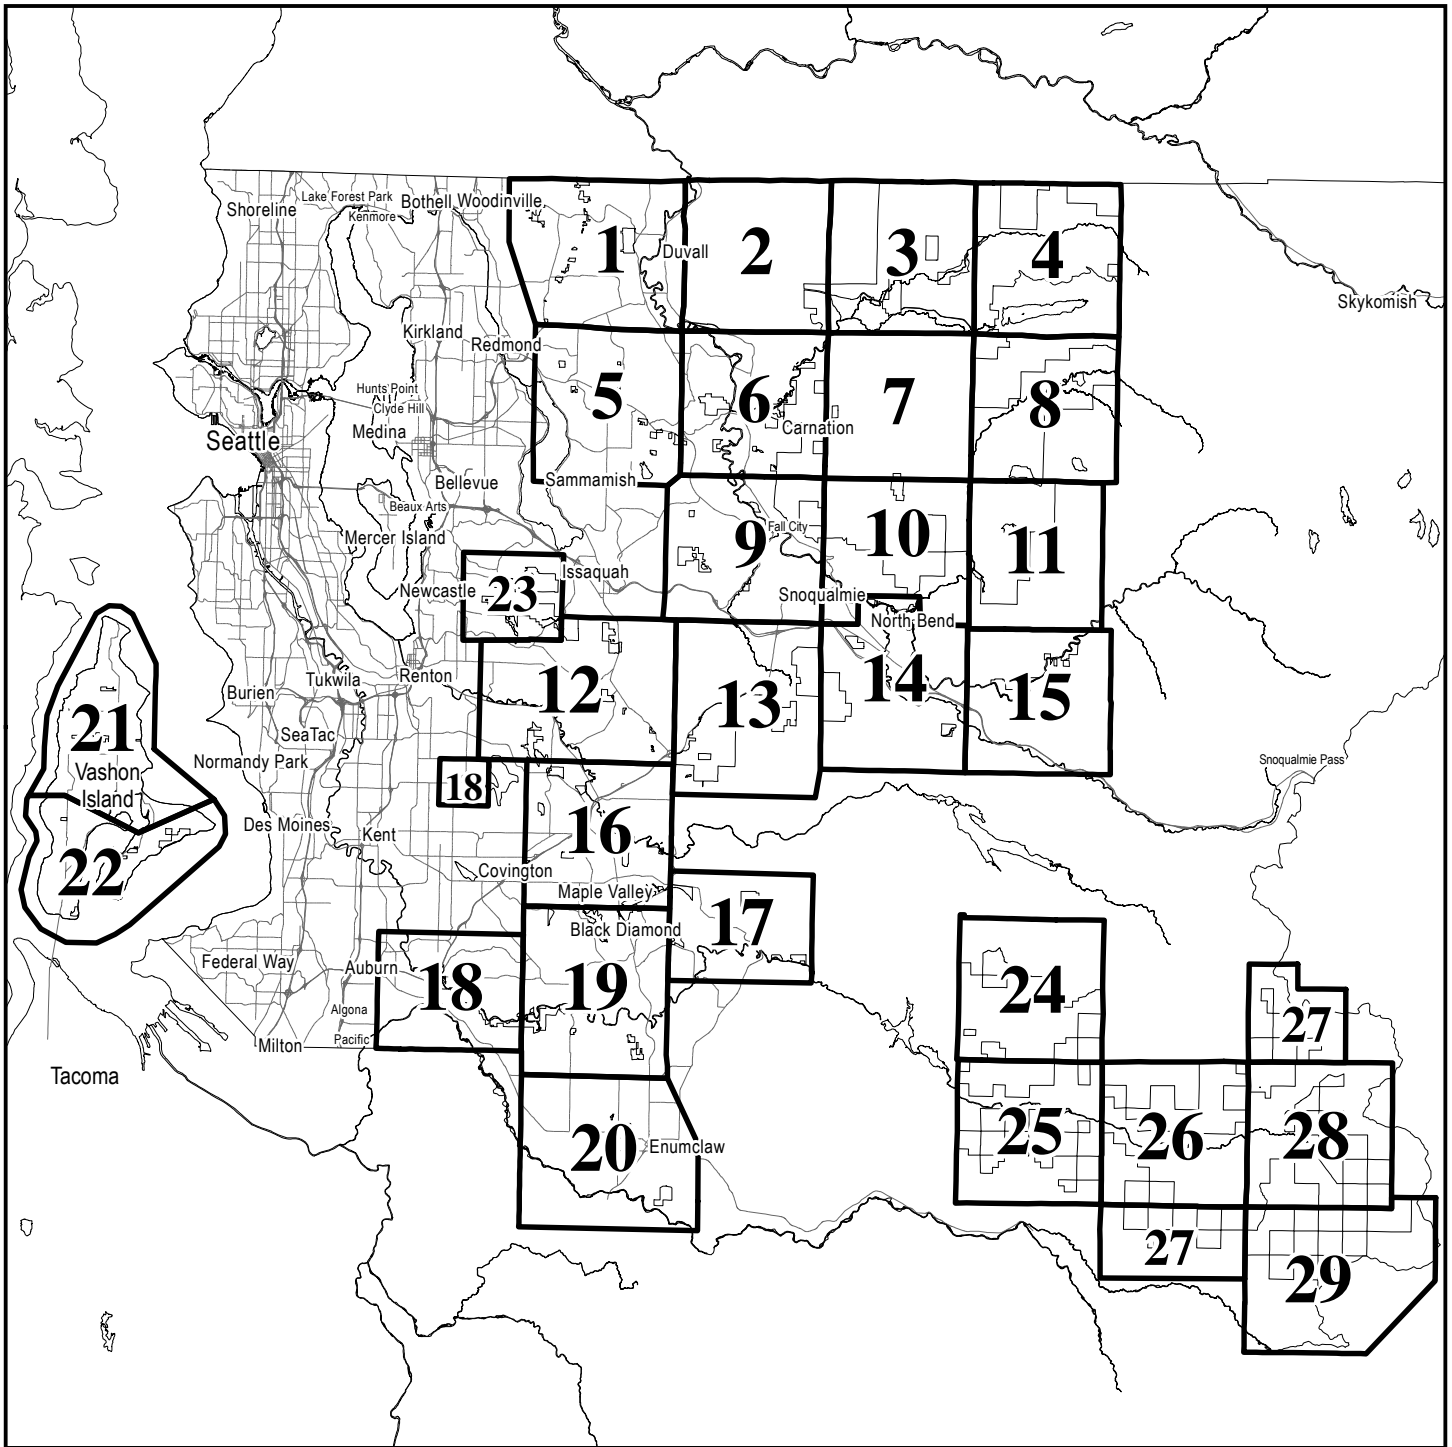 Lake Forest Park
Shoreline
Bothell
Woodinville
Kenmore
1
Duvall
2
3
4
Skykomish
Kirkland
Redmond
Hunts Point
Clyde Hill
Medina
Seattle
5
6
Carnation
7
8
Bellevue
Sammamish
Beaux Arts
Mercer Island
9
Fall City
10
11
Issaquah
Newcastle
23
Snoqualmie
North Bend
Burien
Tukwila
Renton
12
13
14
15
SeaTac
21
Vashon
Island
Normandy Park
Snoqualmie Pass
18
Des Moines
Kent
16
22
Covington
Maple Valley
17
Black Diamond
Federal Way
Auburn
18
19
24
Algona
27
Milton
Pacific
Tacoma
20
Enumclaw
25
26
28
27
29